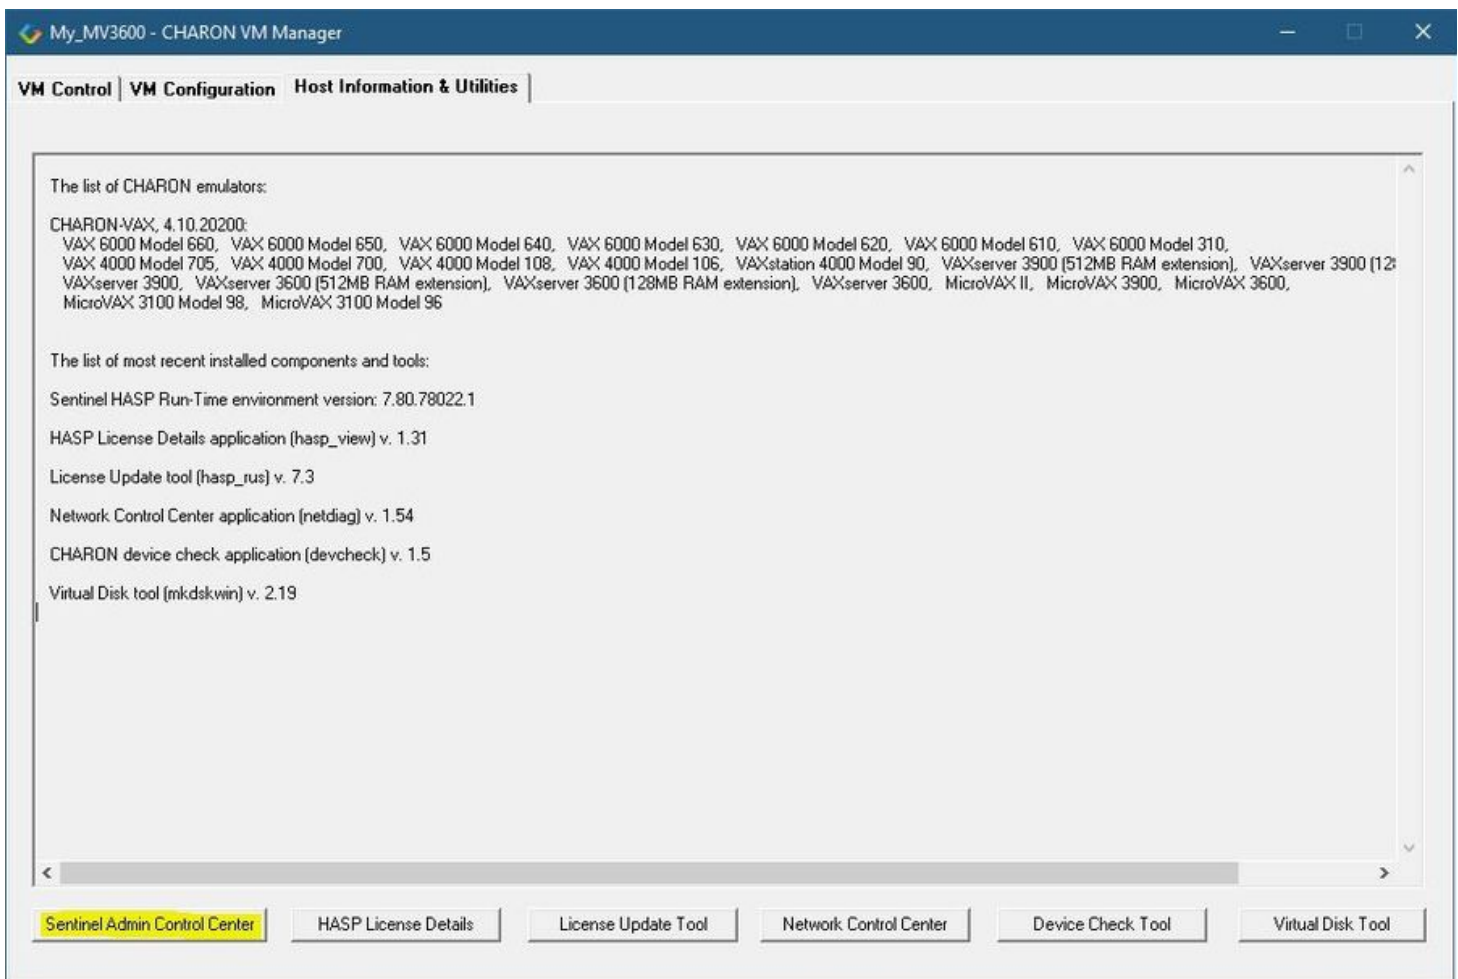 My_MV3600 - CHARON VM Manager
VM Control | VM Configuration Host Information & Utilities
The list of CHARON emulators:
CHARON-VAX, 4.10.20200:
VAX 6000 Model 660, VAX 6000 Model 650, VAX 6000 Model 640, VAX 6000 Model 630, VAX 6000 Model 620, VAX 6000 Model 610, VAX 6000 Model 310,
VAX 4000 Model 705, VAX 4000 Model 700, VAX 4000 Model 108, VAX 4000 Model 106, VAXstation 4000 Model 90, VAXserver 3900 (512MB RAM extension), VAXserver 3900 (12
VAXserver 3900, VAXserver 3600 (512MB RAM extension), VAXserver 3600 (128MB RAM extension), VAXserver 3600, MicroVAX II, MicroVAX 3900, MicroVAX 3600,
MicroVAX 3100 Model 98, MicroVAX 3100 Model 96
The list of most recent installed components and tools:
Sentinel HASP Run-Time environment version: 7.80.78022.1
HASP License Details application (hasp_view) v. 1.31
License Update tool (hasp_rus) v. 7.3
Network Control Center application (netdiag) v. 1.54
CHARON device check application (devcheck) v. 1.5
Virtual Disk tool (mkdskwin) v. 2.19
Sentinel Admin Control Center HASP License Details License Update Tool Network Control Center Device Check Tool Virtual Disk Tool